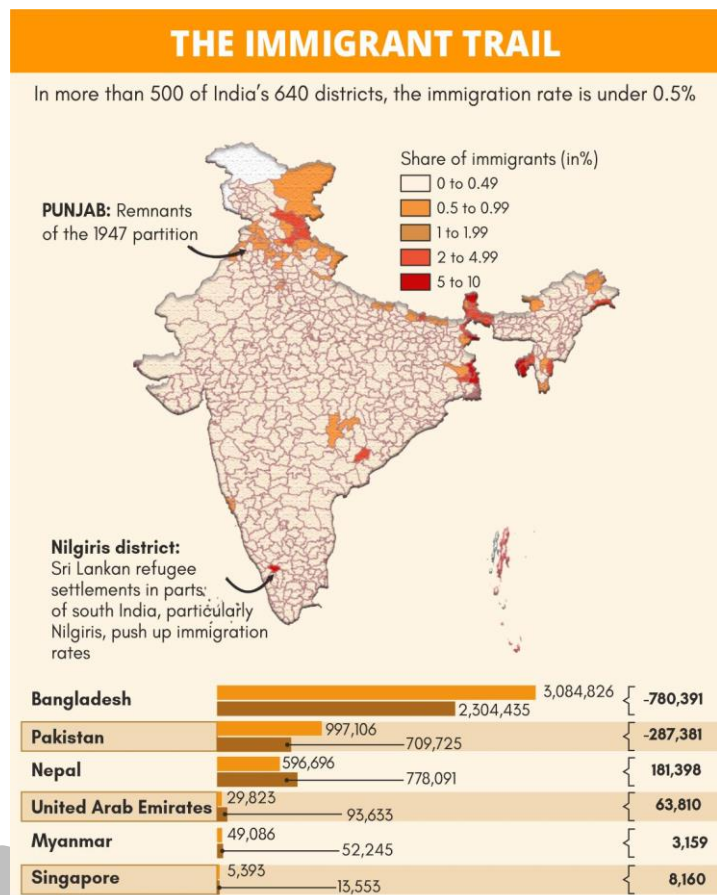 THE IMMIGRANT TRAIL
In more than 500 of India's 640 districts, the immigration rate is under 0.5%
Share of immigrants (in%)
0 to 0.49
0.5 to 0.99
1 to 1.99
2 to 4.99
5 to 10
PUNJAB: Remnants
of the 1947 partition
Nilgiris district:
Sri Lankan refugee
settlements in parts
of south India, particularly
Nilgiris, push up immigration
rates
Bangladesh 3,084,826 2,304,435 -780,391
Pakistan 997,106 709,725 -287,381
Nepal 596,696 778,091 181,398
United Arab Emirates 29,823 93,633 63,810
Myanmar 49,086 52,245 3,159
Singapore 5,393 13,553 8,160